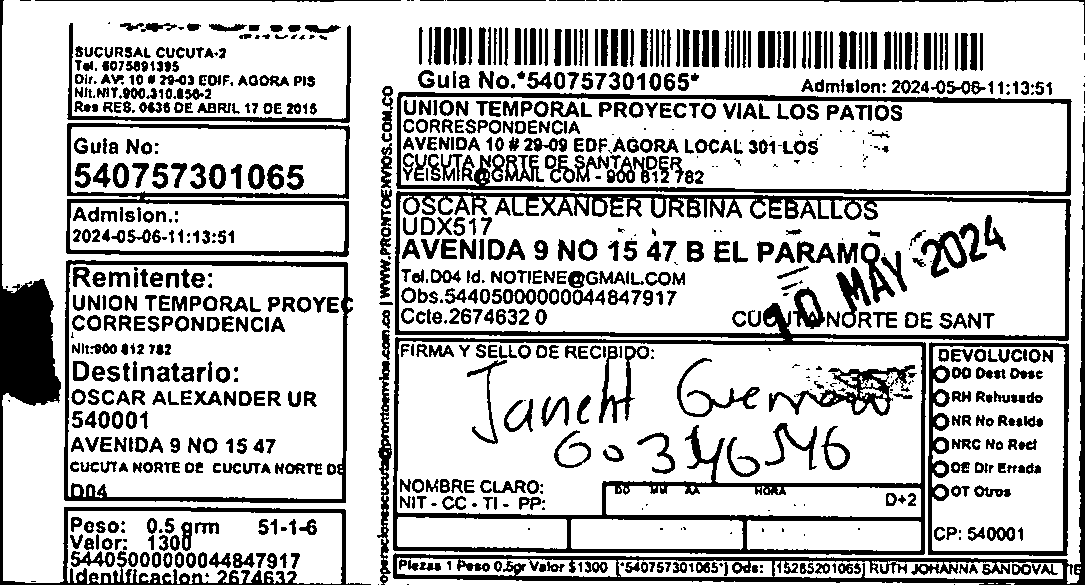 SUCURSAL CUCUTA-2
Tel. 6075891395
Dir. AV: 10 # 29-03 EDIF. AGORA PIS
Nit.NIT.900.310.856-2
Res RES. 0636 DE ABRIL 17 DE 2015
Guia No:
540757301065
Admision.:
2024-05-06-11:13:51
Remitente:
UNION TEMPORAL PROYEC
CORRESPONDENCIA
Nit:900 812 782
Destinatario:
OSCAR ALEXANDER UR
540001
AVENIDA 9 NO 15 47
CUCUTA NORTE DE CUCUTA NORTE DE
D04
Peso: 0.5 grm 51-1-6
Valor: 1300
54405000000044847917
Identificacion: 2674632
operacionescucuta@prontoenvios.com.co | WWW.PRONTOENVIOS.COM.CO
Guia No.*540757301065*
Admision: 2024-05-06-11:13:51
UNION TEMPORAL PROYECTO VIAL LOS PATIOS
CORRESPONDENCIA
AVENIDA 10 # 29-09 EDF.AGORA LOCAL 301 LOS
CUCUTA NORTE DE SANTANDER
YEISMIR@GMAIL COM - 900 812 782
OSCAR ALEXANDER URBINA CEBALLOS
UDX517
AVENIDA 9 NO 15 47 B EL PARAMO
Tel.D04 Id. NOTIENE@GMAIL.COM
Obs.54405000000044847917
Ccte.2674632 0
CUCUTA NORTE DE SANT
10 MAY 2024
FIRMA Y SELLO DE RECIBIDO:
Janeht
NOMBRE CLARO:
NIT - CC - TI - PP:
DD MM AA HORA
D+2
DEVOLUCION
DD Dest Desc
RH Rehusado
NR No Reside
NRC No Recl
DE Dir Errada
OT Otros
CP: 540001
Piezas 1 Peso 0.5gr Valor $1300 [*540757301065*] Ods: [15265201065] RUTH JOHANNA SANDOVAL